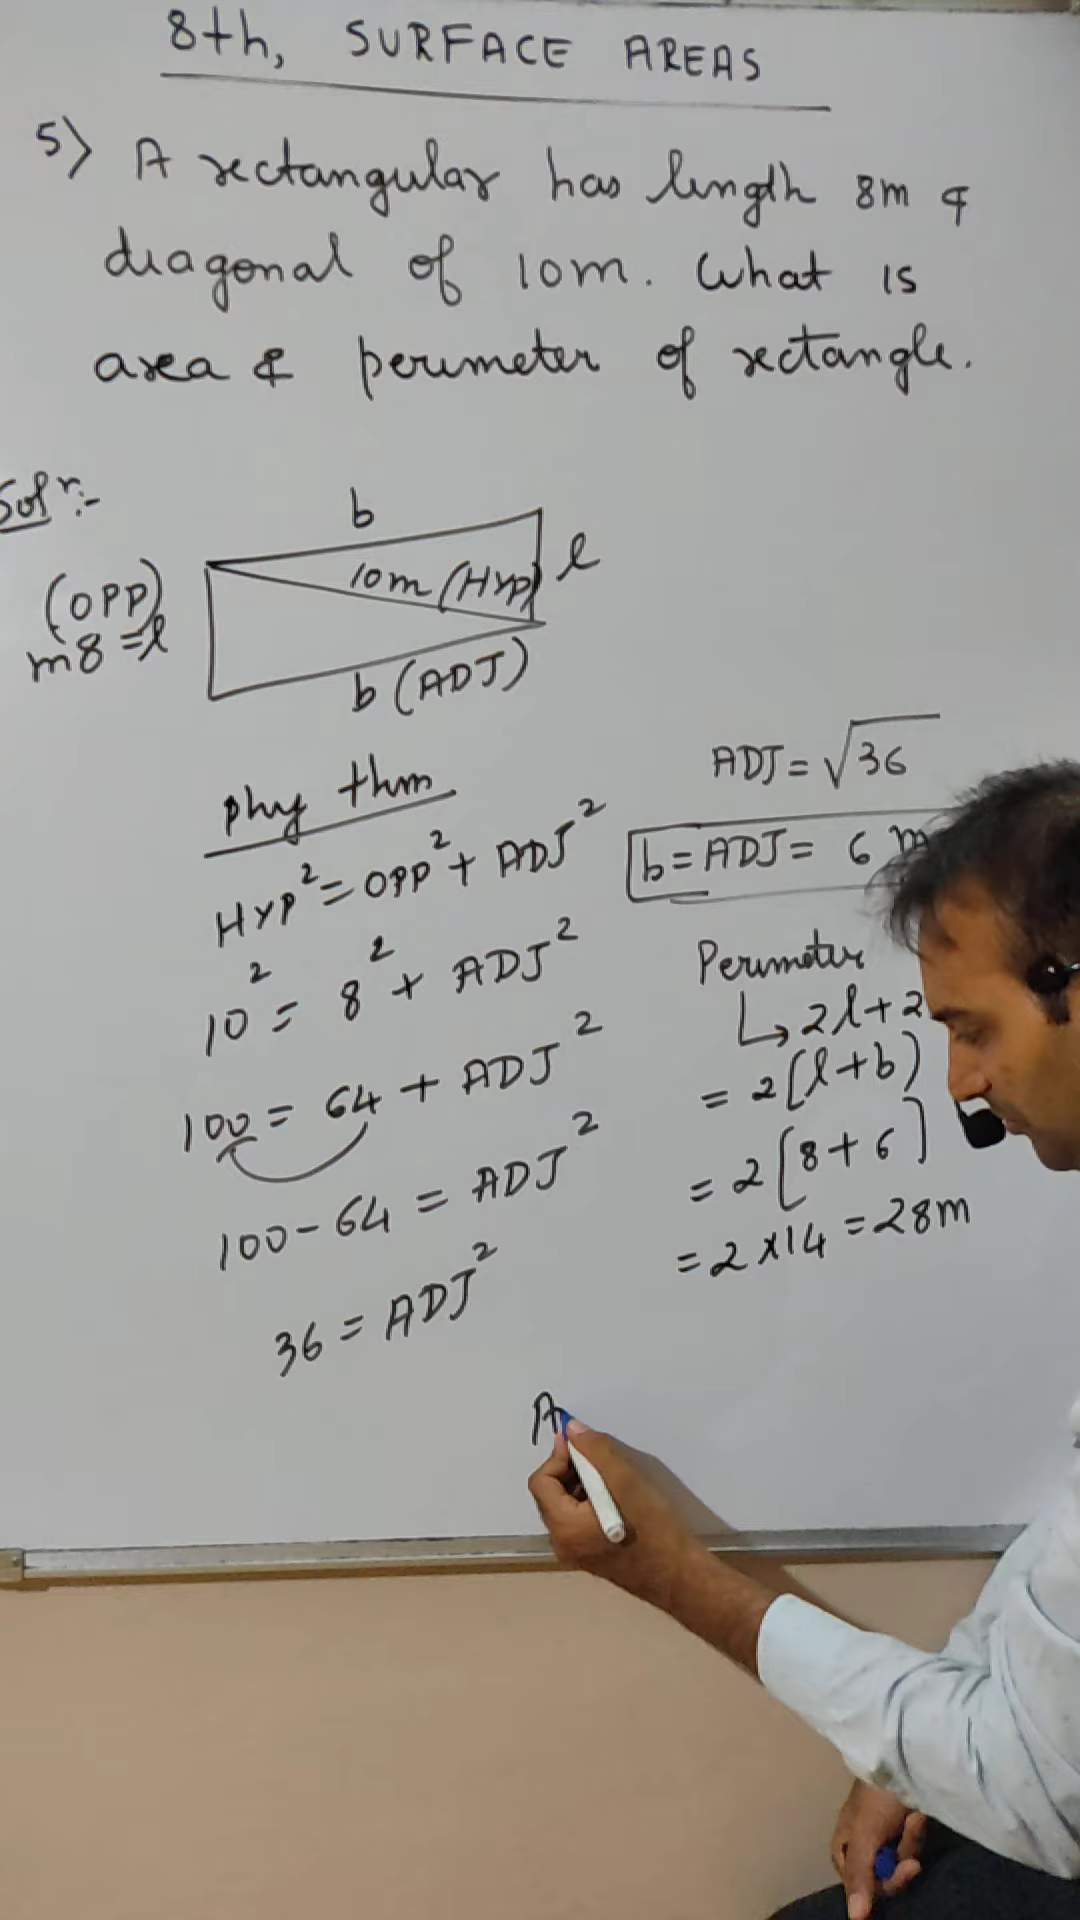 8th, SURFACE AREAS
5) A rectangular has length 8m &
diagonal of 10m. What is
area & perimeter of rectangle.
Soln:-
b
10m (Hyp)
l
(OPP)
m8=l
b (ADJ)
phy thm
HYP²=OPP²+ ADJ²
10² = 8² + ADJ²
100 = 64 + ADJ²
100-64 = ADJ²
36 = ADJ²
ADJ = √36
b=ADJ= 6 m
Perimeter
↳ 2l+2
= 2[l+b)
= 2[8+6]
= 2×14 = 28m
A